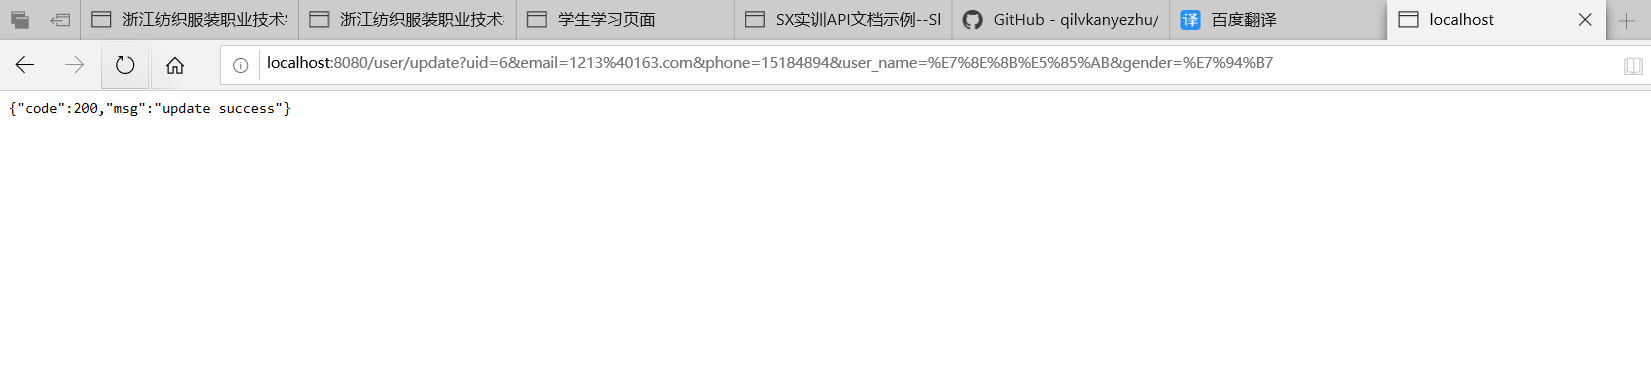 浙江纺织服装职业技术
浙江纺织服装职业技术
学生学习页面
SX实训API文档示例--Sl
GitHub - qilvkanyezhu/
译 百度翻译
localhost
localhost:8080/user/update?uid=6&email=1213%40163.com&phone=15184894&user_name=%E7%8E%8B%E5%85%AB&gender=%E7%94%B7
{"code":200,"msg":"update success"}